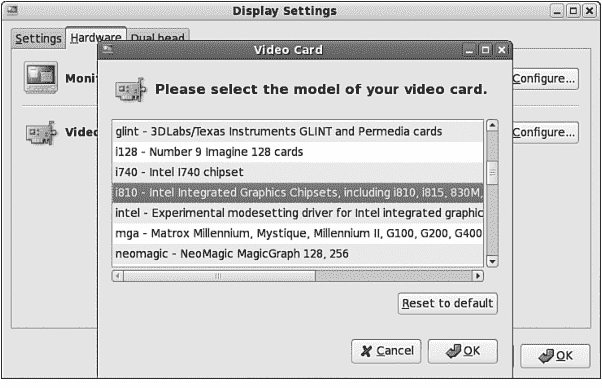 Display Settings
Settings Hardware Dual head
Video Card
Moni
Please select the model of your video card.
Configure...
Video
Configure...
glint - 3DLabs/Texas Instruments GLINT and Permedia cards
i128 - Number 9 Imagine 128 cards
i740 - Intel I740 chipset
i810 - Intel Integrated Graphics Chipsets, including i810, i815, 830M,
intel - Experimental modesetting driver for Intel integrated graphic
mga - Matrox Millennium, Mystique, Millennium II, G100, G200, G400
neomagic - NeoMagic MagicGraph 128, 256
Reset to default
Cancel OK
OK